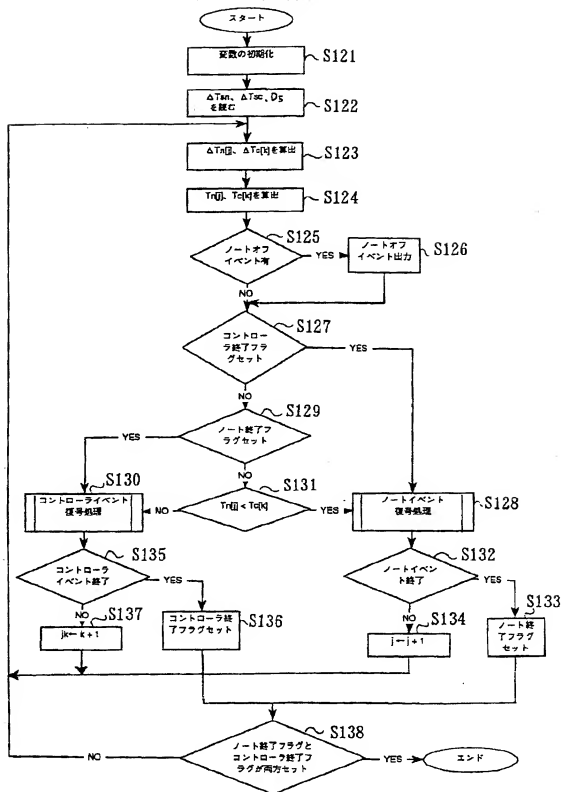 スタート
変数の初期化
S121
ΔTsn、ΔTsc、Ds
を読む
S122
ΔTn[j]、ΔTc[k]を算出
S123
Tn[j]、Tc[k]を算出
S124
ノートオフ
イベント有
S125
YES
ノートオフ
イベント出力
S126
NO
コントロー
ラ終了フラ
グセット
S127
YES
NO
ノート終了フ
ラグセット
S129
YES
NO
コントローライベント
復号処理
S130
NO
Tn[j] < Tc[k]
S131
YES
ノートイベント
復号処理
S128
コントローラ
イベント終了
S135
YES
NO
ノートイベン
ト終了
S132
YES
NO
jk← k + 1
S137
コントローラ終
了フラグセット
S136
j ← j + 1
S134
ノート終
了フラグ
セット
S133
ノート終了フラグと
コントローラ終了フ
ラグが両方セット
S138
NO
YES
エンド